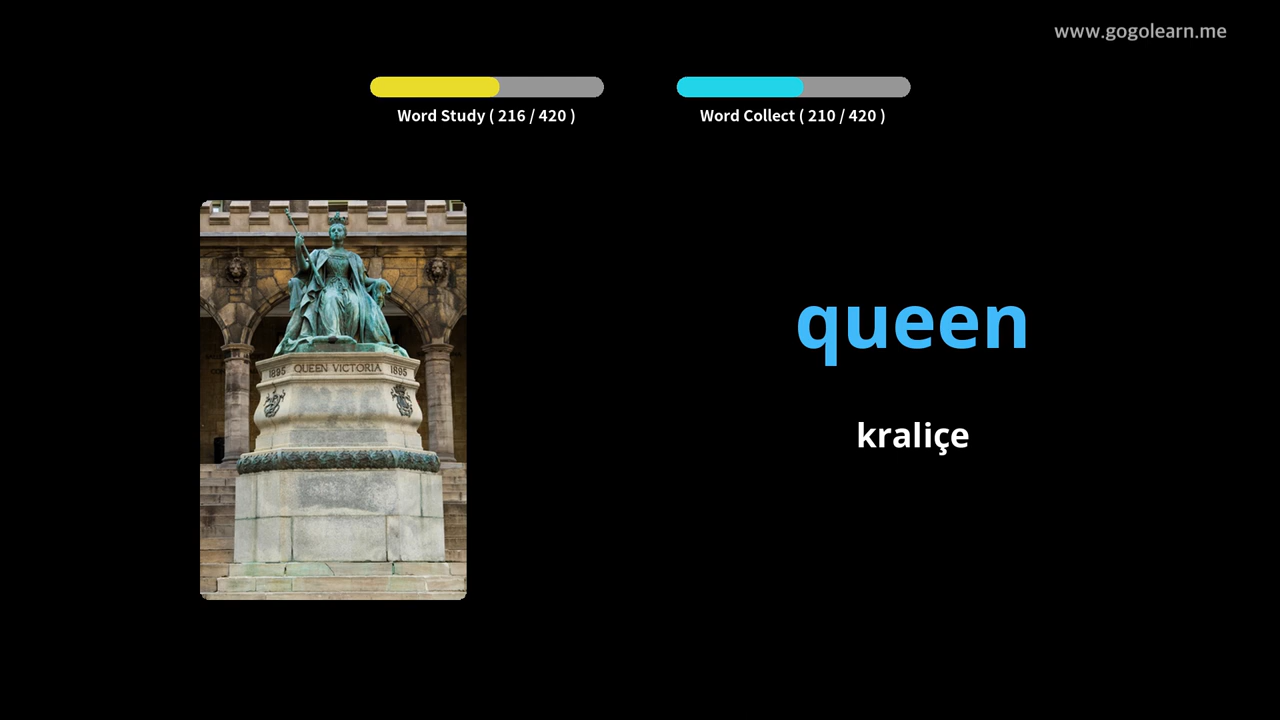 www.gogolearn.me
Word Study ( 216 / 420 )
Word Collect ( 210 / 420 )
1895 QUEEN VICTORIA 1895
queen
kraliçe